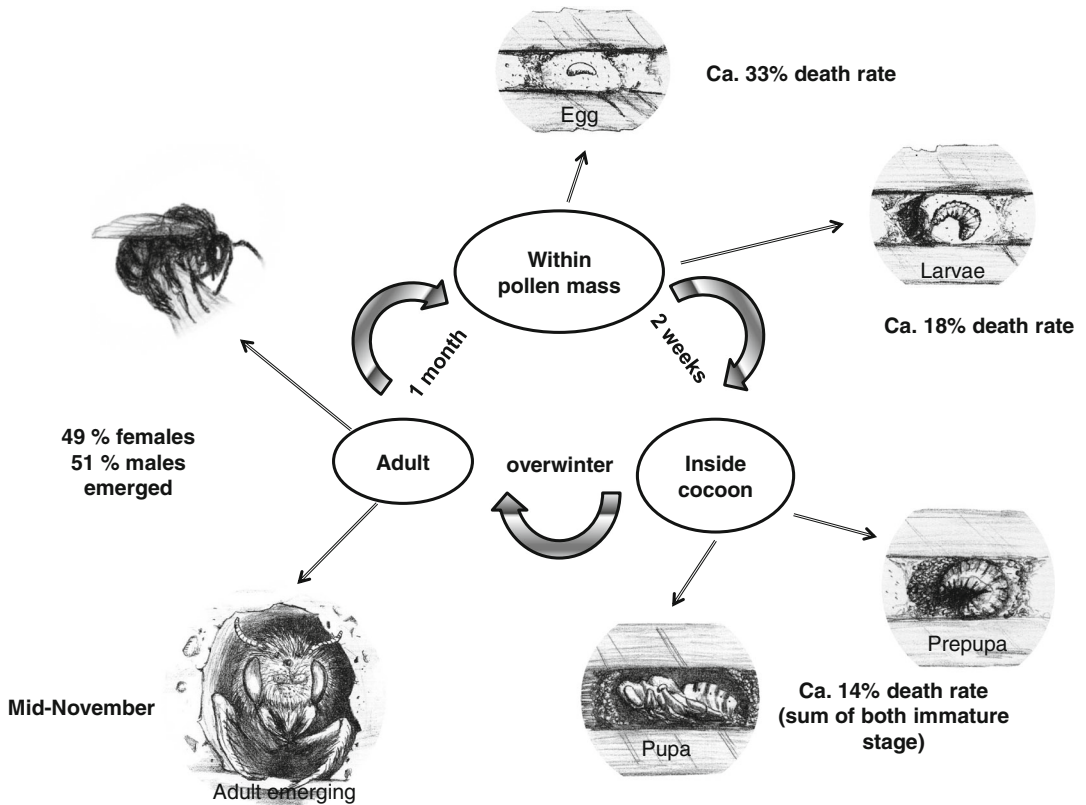 Egg
Ca. 33% death rate
Larvae
Ca. 18% death rate
Within
pollen mass
1 month
2 weeks
49 % females
51 % males
emerged
Adult
overwinter
Inside
cocoon
Prepupa
Ca. 14% death rate
(sum of both immature
stage)
Pupa
Mid-November
Adult emerging